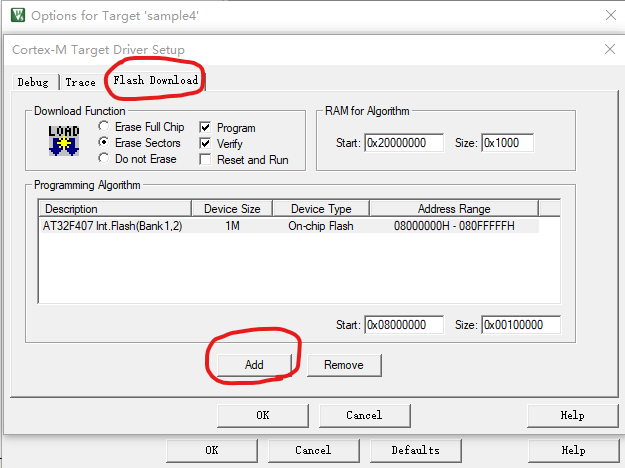 Options for Target 'sample4'
Cortex-M Target Driver Setup
Debug Trace Flash Download
Download Function
LOAD
Erase Full Chip
Program
Erase Sectors
Verify
Do not Erase
Reset and Run
RAM for Algorithm
Start: 0x20000000 Size: 0x1000
Programming Algorithm
Description Device Size Device Type Address Range
AT32F407 Int.Flash(Bank1,2) 1M On-chip Flash 08000000H - 080FFFFFH
Start: 0x08000000 Size: 0x00100000
Add Remove
OK Cancel Help
OK Cancel Defaults Help